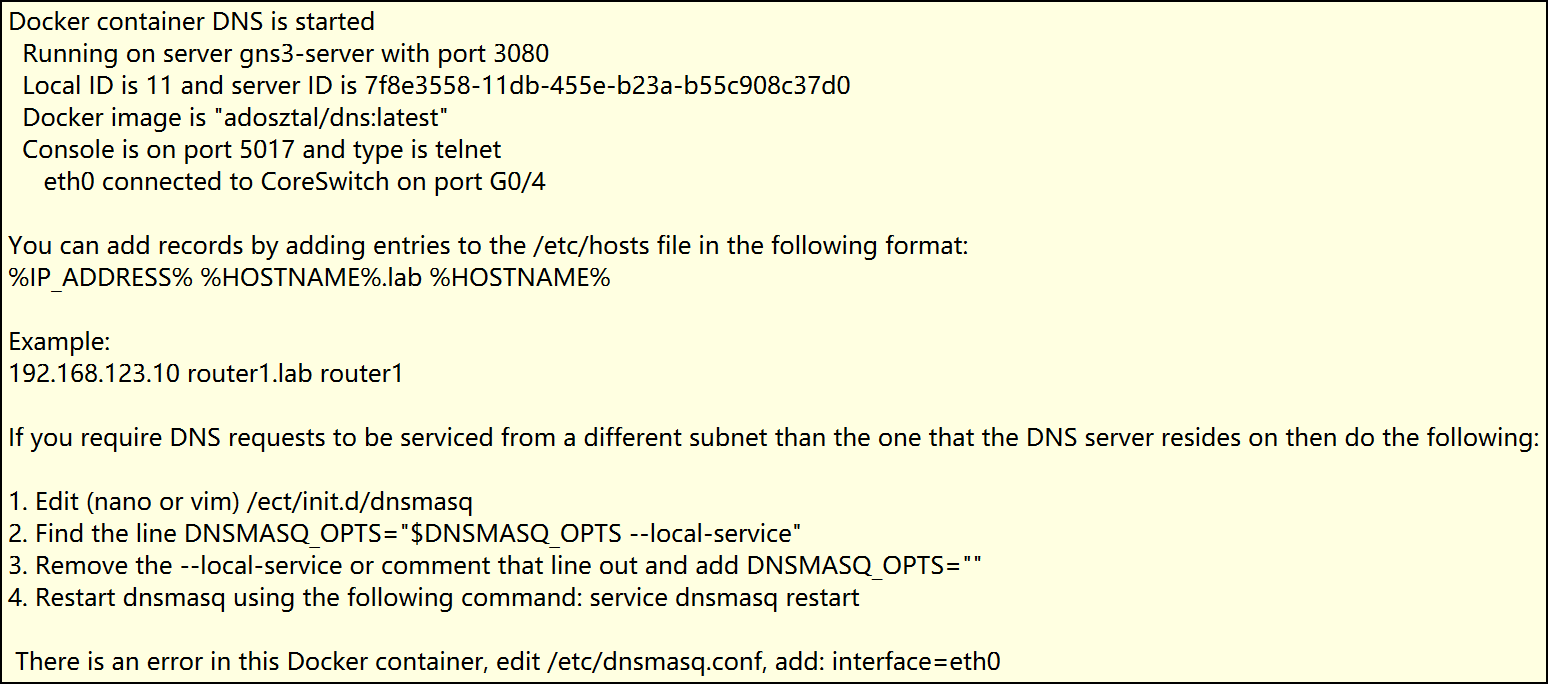 Docker container DNS is started
Running on server gns3-server with port 3080
Local ID is 11 and server ID is 7f8e3558-11db-455e-b23a-b55c908c37d0
Docker image is "adosztal/dns:latest"
Console is on port 5017 and type is telnet
eth0 connected to CoreSwitch on port G0/4
You can add records by adding entries to the /etc/hosts file in the following format:
%IP_ADDRESS% %HOSTNAME%.lab %HOSTNAME%
Example:
192.168.123.10 router1.lab router1
If you require DNS requests to be serviced from a different subnet than the one that the DNS server resides on then do the following:
1. Edit (nano or vim) /ect/init.d/dnsmasq
2. Find the line DNSMASQ_OPTS="$DNSMASQ_OPTS --local-service"
3. Remove the --local-service or comment that line out and add DNSMASQ_OPTS=""
4. Restart dnsmasq using the following command: service dnsmasq restart
There is an error in this Docker container, edit /etc/dnsmasq.conf, add: interface=eth0